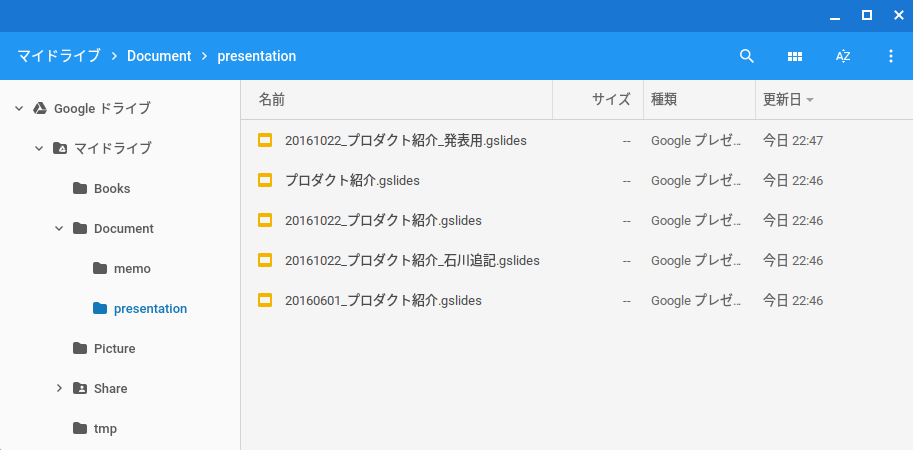 マイドライブ > Document > presentation
AZ
Google ドライブ
マイドライブ
Books
Document
memo
presentation
Picture
Share
tmp
名前 サイズ 種類 更新日
20161022_プロダクト紹介_発表用.gslides -- Google プレゼ... 今日 22:47
プロダクト紹介.gslides -- Google プレゼ... 今日 22:46
20161022_プロダクト紹介.gslides -- Google プレゼ... 今日 22:46
20161022_プロダクト紹介_石川追記.gslides -- Google プレゼ... 今日 22:46
20160601_プロダクト紹介.gslides -- Google プレゼ... 今日 22:46